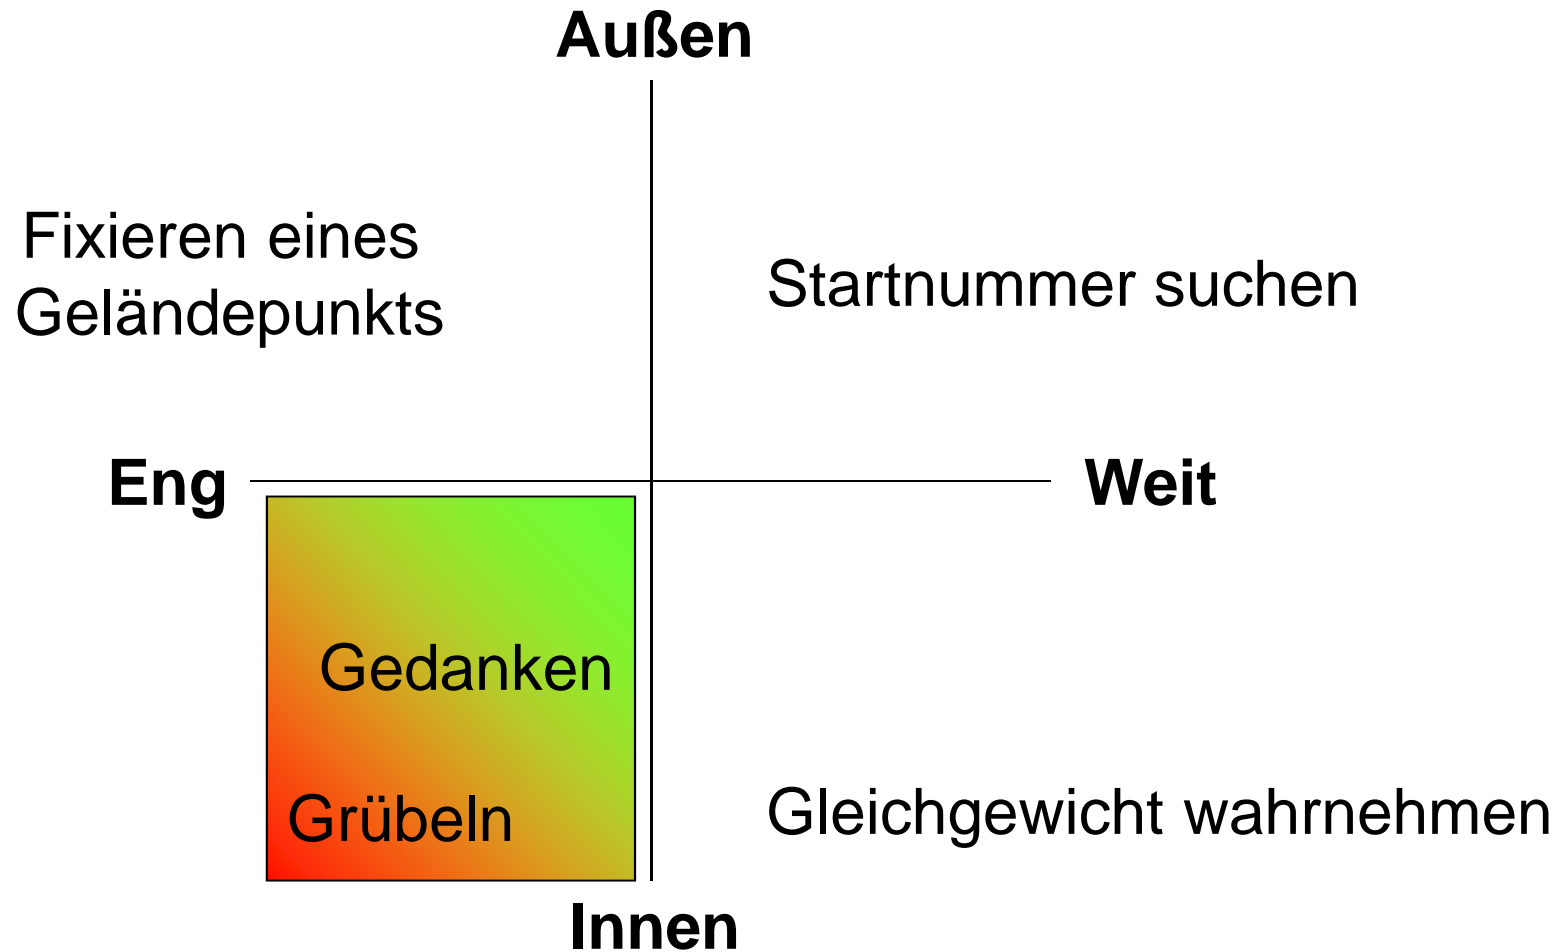 Außen
Fixieren eines
Geländepunkts
Startnummer suchen
Eng
Weit
Gedanken
Grübeln
Gleichgewicht wahrnehmen
Innen